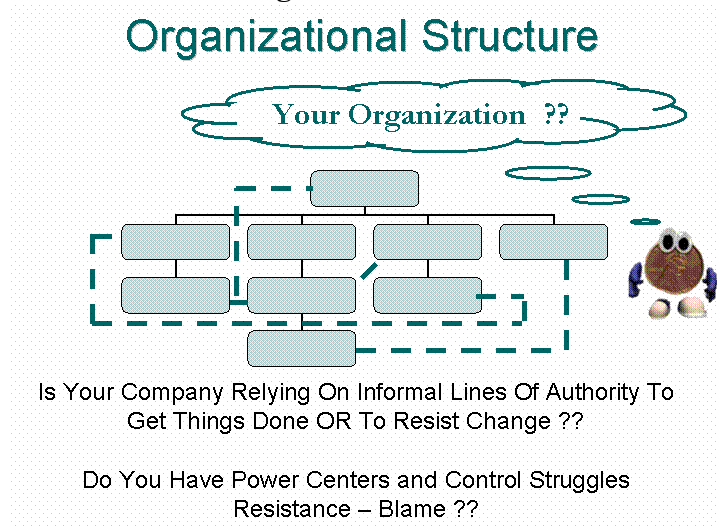 Organizational Structure
Your Organization ??
Is Your Company Relying On Informal Lines Of Authority To
Get Things Done OR To Resist Change ??
Do You Have Power Centers and Control Struggles
Resistance – Blame ??